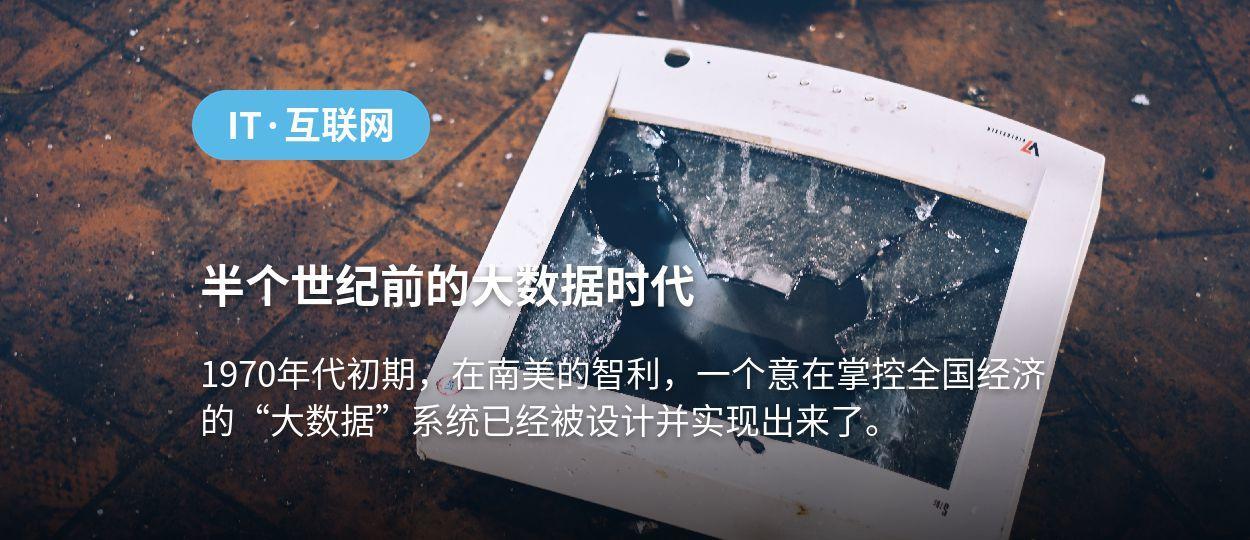 IT·互联网
半个世纪前的大数据时代
1970年代初期，在南美的智利，一个意在掌控全国经济
的“大数据”系统已经被设计并实现出来了。